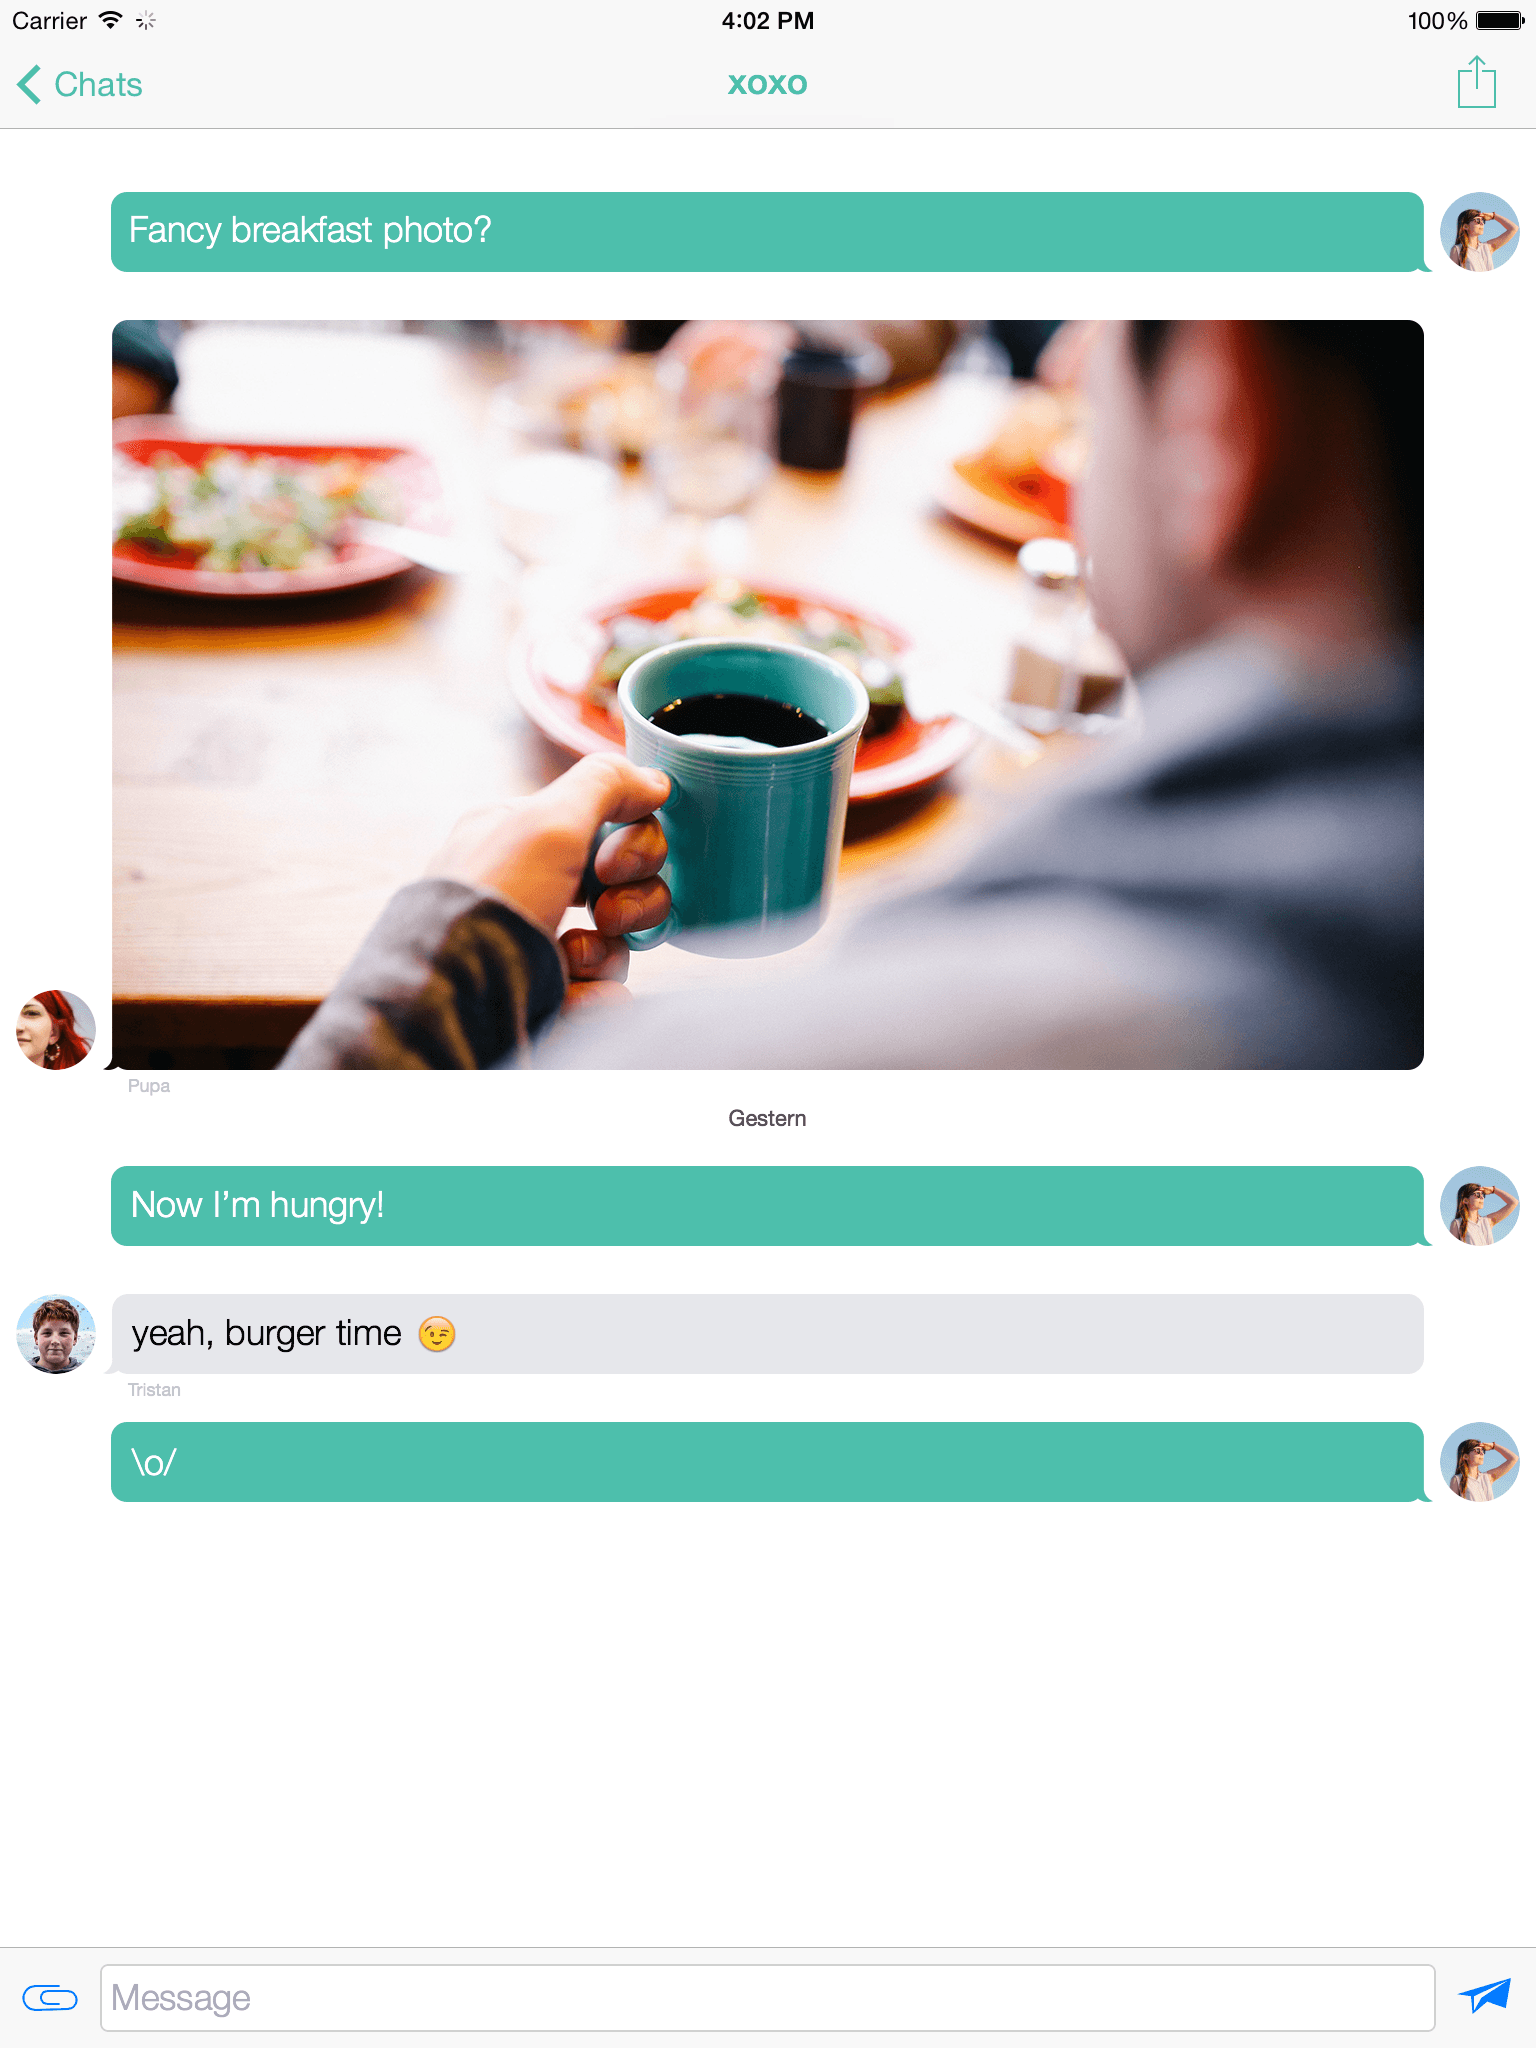 Carrier 4:02 PM 100%
Chats xoxo
Fancy breakfast photo?
Pupa
Gestern
Now I’m hungry!
yeah, burger time 😉
Tristan
\o/
Message